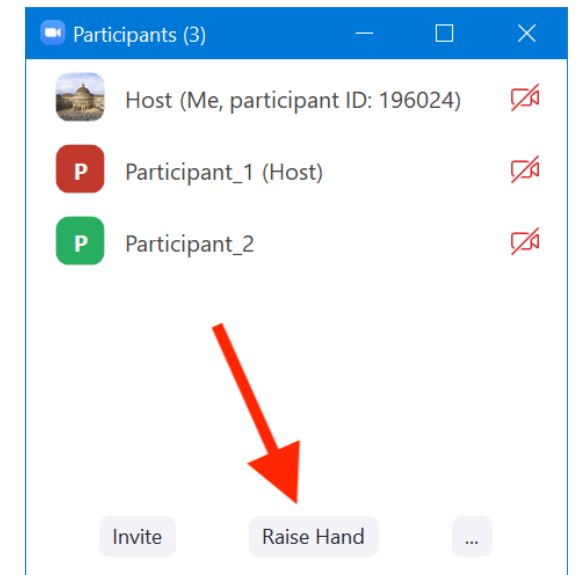 Participants (3)
Host (Me, participant ID: 196024)
P Participant_1 (Host)
P Participant_2
Invite Raise Hand ...